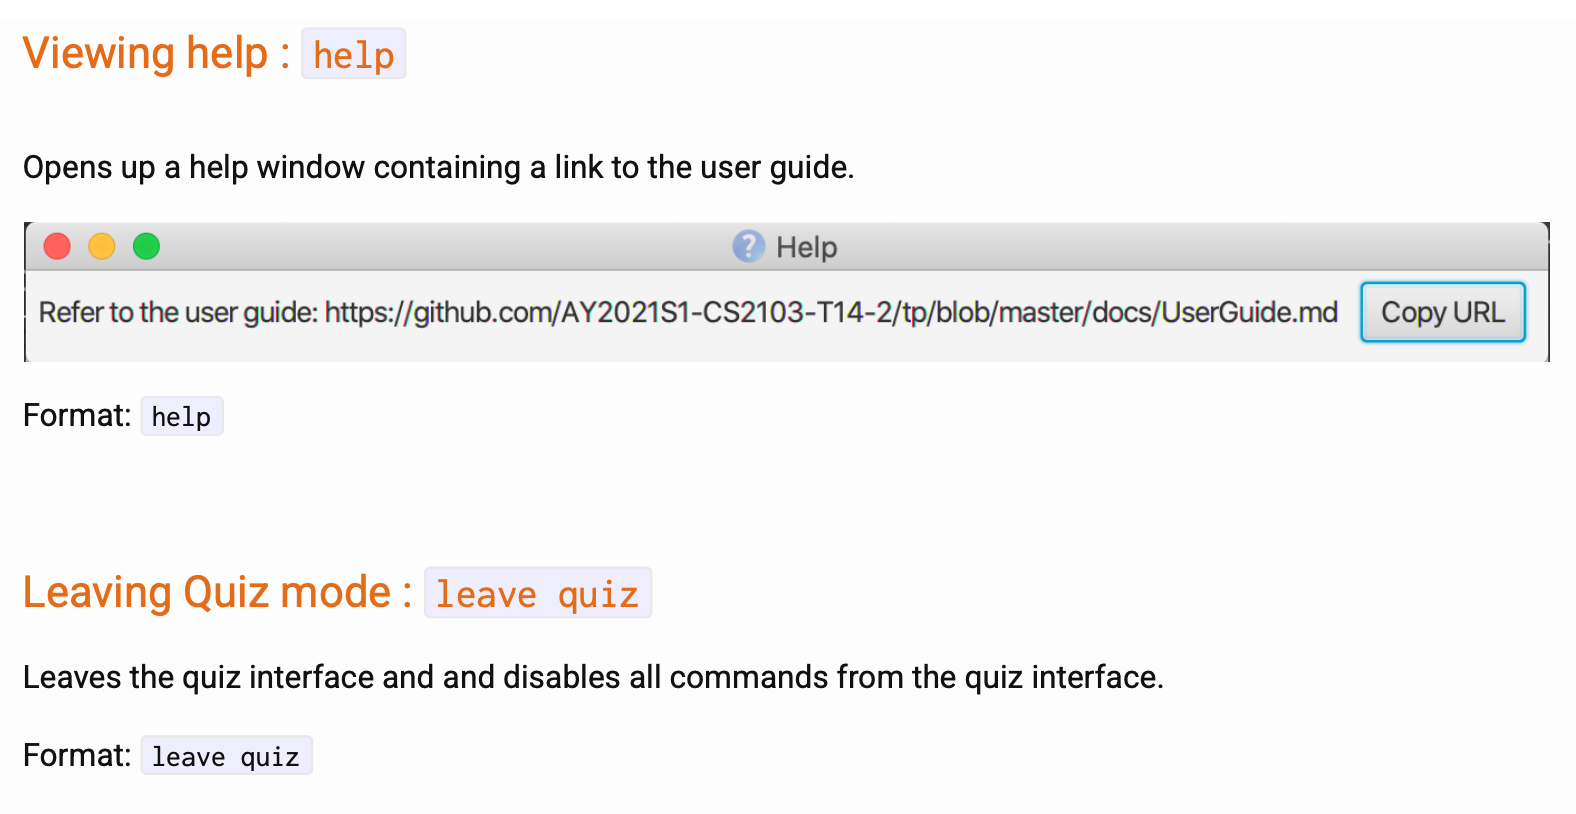 Viewing help : help
Opens up a help window containing a link to the user guide.
? Help
Refer to the user guide: https://github.com/AY2021S1-CS2103-T14-2/tp/blob/master/docs/UserGuide.md Copy URL
Format: help
Leaving Quiz mode : leave quiz
Leaves the quiz interface and and disables all commands from the quiz interface.
Format: leave quiz